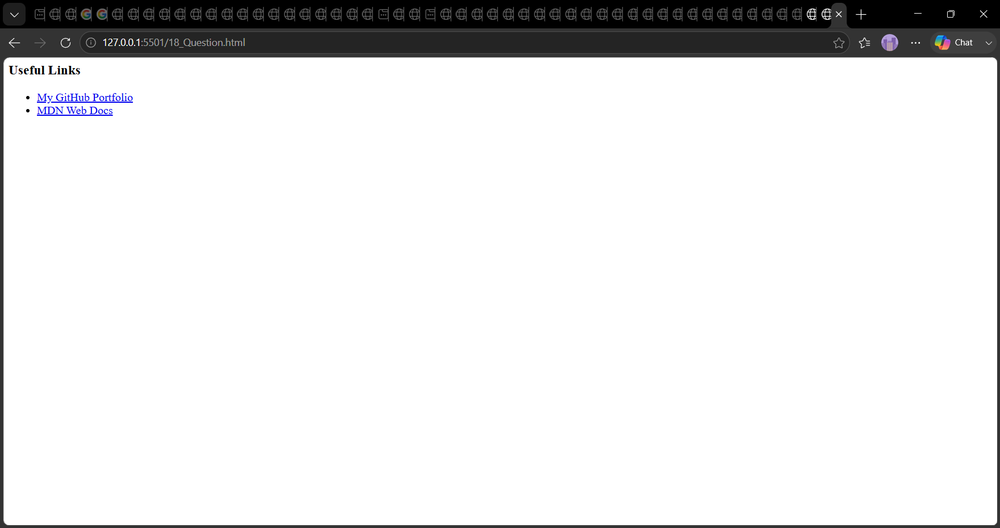 127.0.0.1:5501/18_Question.html
Chat
Useful Links
My GitHub Portfolio
MDN Web Docs